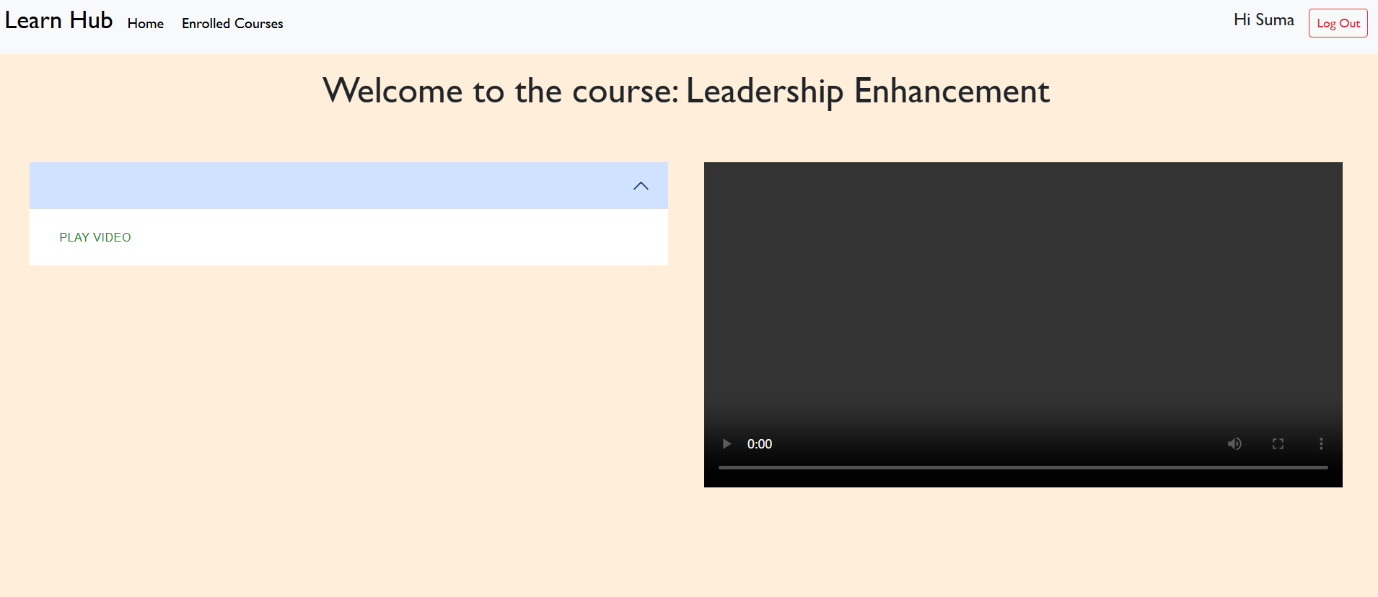 Learn Hub Home Enrolled Courses Hi Suma Log Out
Welcome to the course: Leadership Enhancement
PLAY VIDEO
0:00